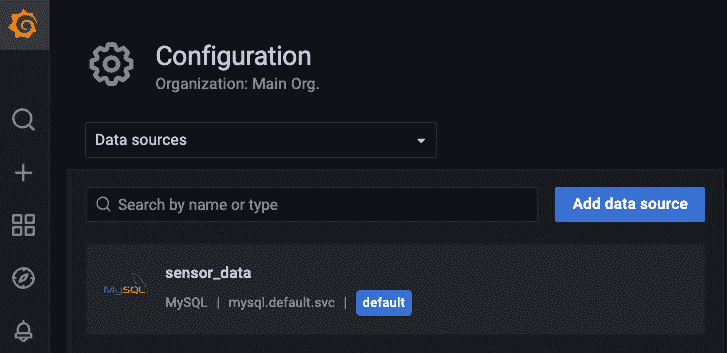 Configuration
Organization: Main Org.
Data sources
Search by name or type
Add data source
sensor_data
MySQL
MySQL | mysql.default.svc | default